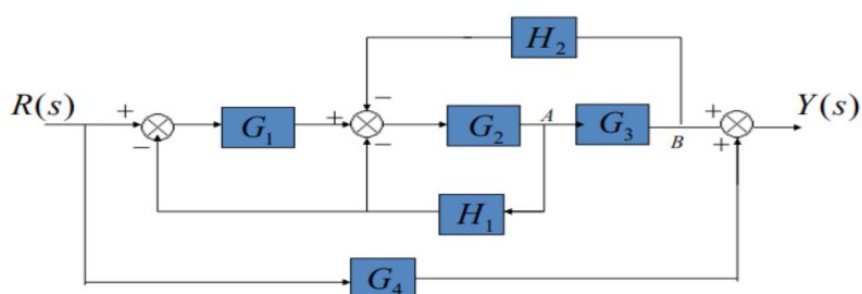 H₂
R(s) + − G₁ + − − G₂ A G₃ B + + Y(s)
H₁
G₄